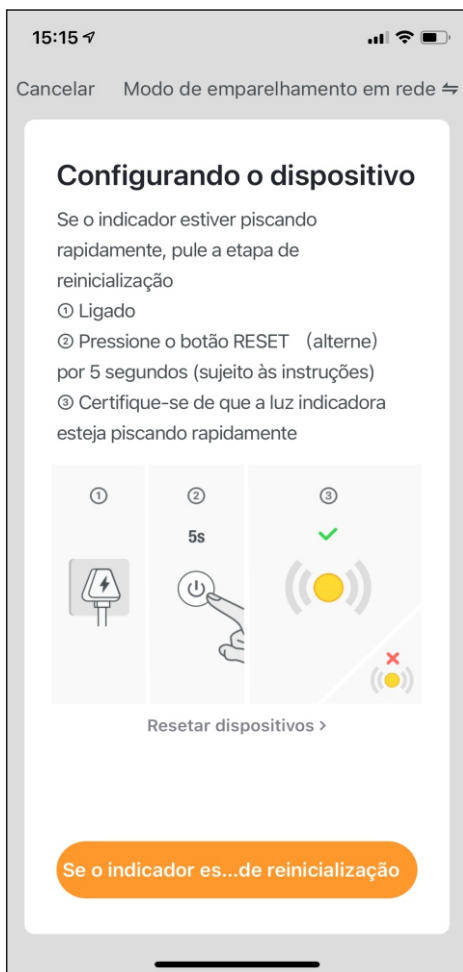 15:15
Cancelar Modo de emparelhamento em rede
Configurando o dispositivo
Se o indicador estiver piscando
rapidamente, pule a etapa de
reinicialização
① Ligado
② Pressione o botão RESET (alterne)
por 5 segundos (sujeito às instruções)
③ Certifique-se de que a luz indicadora
esteja piscando rapidamente
① ② ③
5s
Resetar dispositivos >
Se o indicador es...de reinicialização